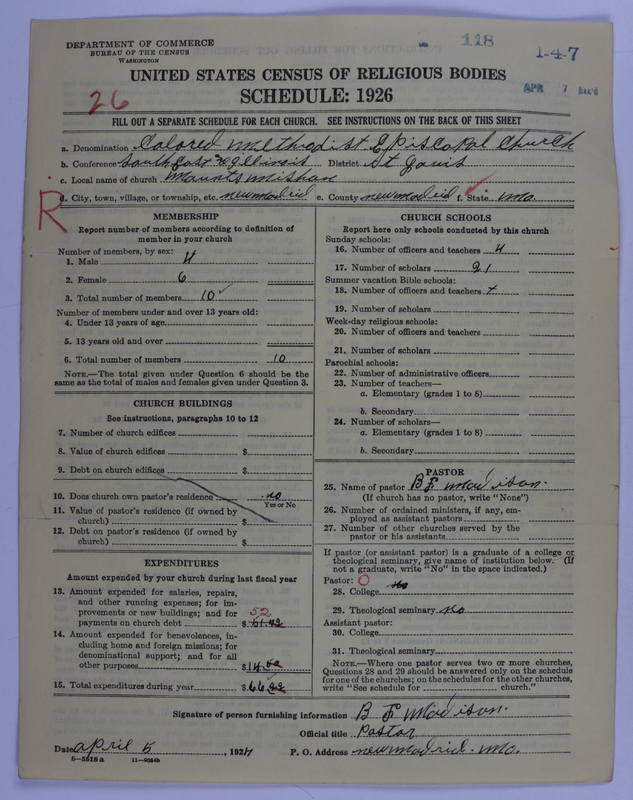 DEPARTMENT OF COMMERCE
BUREAU OF THE CENSUS
WASHINGTON
118
1-4-7
APR 7 Rec'd
26
UNITED STATES CENSUS OF RELIGIOUS BODIES
SCHEDULE: 1926
FILL OUT A SEPARATE SCHEDULE FOR EACH CHURCH. SEE INSTRUCTIONS ON THE BACK OF THIS SHEET
a. Denomination Colored Methodist Episcopal Church
b. Conference South East & Illinois District St Louis
c. Local name of church Mounts Mishan
d. City, town, village, or township, etc. new madrid e. County new madrid f. State Mo.
R
MEMBERSHIP
Report number of members according to definition of
member in your church
Number of members, by sex:
1. Male 4
2. Female 6
3. Total number of members 10
Number of members under and over 13 years old:
4. Under 13 years of age
5. 13 years old and over
6. Total number of members 10
NOTE.—The total given under Question 6 should be the
same as the total of males and females given under Question 3.
CHURCH BUILDINGS
See instructions, paragraphs 10 to 12
7. Number of church edifices
8. Value of church edifices $
9. Debt on church edifices $
10. Does church own pastor's residence no
Yes or No
11. Value of pastor's residence (if owned by
church) $
12. Debt on pastor's residence (if owned by
church) $
EXPENDITURES
Amount expended by your church during last fiscal year
13. Amount expended for salaries, repairs,
and other running expenses; for im-
provements or new buildings; and for 52
payments on church debt $
14. Amount expended for benevolences, in-
cluding home and foreign missions; for
denominational support; and for all
other purposes $14
15. Total expenditures during year $66
CHURCH SCHOOLS
Report here only schools conducted by this church
Sunday schools:
16. Number of officers and teachers 4
17. Number of scholars 21
Summer vacation Bible schools:
18. Number of officers and teachers
19. Number of scholars
Week-day religious schools:
20. Number of officers and teachers
21. Number of scholars
Parochial schools:
22. Number of administrative officers
23. Number of teachers—
a. Elementary (grades 1 to 8)
b. Secondary
24. Number of scholars—
a. Elementary (grades 1 to 8)
b. Secondary
PASTOR
25. Name of pastor B F Madison.
(If church has no pastor, write "None")
26. Number of ordained ministers, if any, em-
ployed as assistant pastors
27. Number of other churches served by the
pastor or his assistants
If pastor (or assistant pastor) is a graduate of a college or
theological seminary, give name of institution below. (If
not a graduate, write "No" in the space indicated.)
Pastor: O
28. College no
29. Theological seminary no
Assistant pastor:
30. College
31. Theological seminary
NOTE.—Where one pastor serves two or more churches,
Questions 28 and 29 should be answered only on the schedule
for one of the churches; on the schedules for the other churches,
write "See schedule for church."
Signature of person furnishing information B F Madison.
Official title Pastor
Date april 5, 1927 P. O. Address new madrid. Mo.
8-5518 a 11-9034b